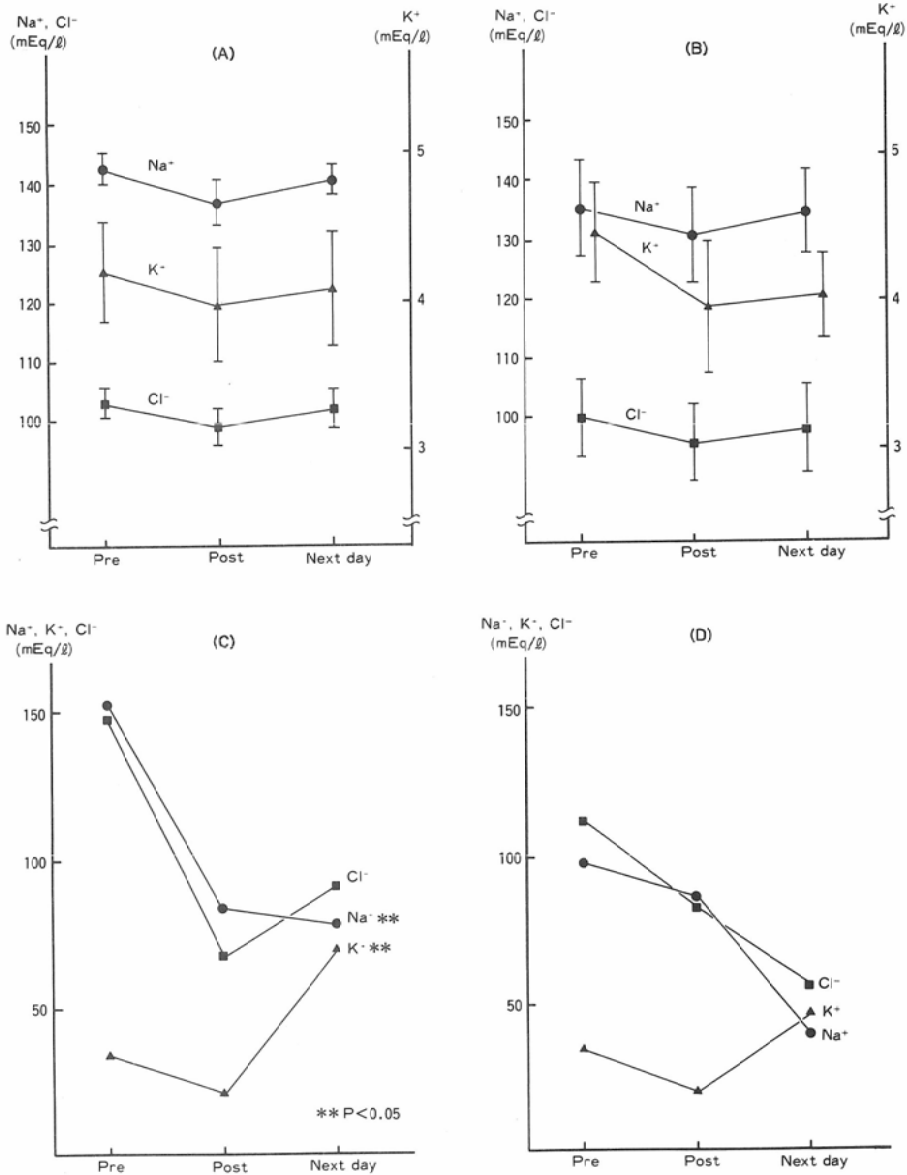 Na⁺, Cl⁻
(mEq/ℓ)
(A)
K⁺
(mEq/ℓ)
150
140
130
120
110
100
5
4
3
Na⁺
K⁺
Cl⁻
Pre
Post
Next day
Na⁺, Cl⁻
(mEq/ℓ)
(B)
K⁺
(mEq/ℓ)
150
140
130
120
110
100
5
4
3
Na⁺
K⁺
Cl⁻
Pre
Post
Next day
Na⁺, K⁺, Cl⁻
(mEq/ℓ)
(C)
150
100
50
Cl⁻
Na⁻ **
K⁻ **
** P<0.05
Pre
Post
Next day
Na⁻, K⁻, Cl⁻
(mEq/ℓ)
(D)
150
100
50
Cl⁻
K⁺
Na⁺
Pre
Post
Next day